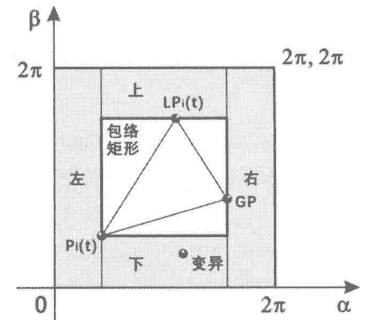 β
2π
2π, 2π
上
LPi(t)
包络
矩形
左
右
GP
Pi(t)
下
变异
0
2π
α